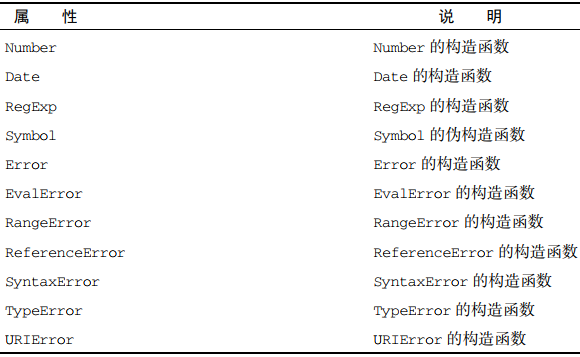 属 性 说 明
Number Number 的构造函数
Date Date 的构造函数
RegExp RegExp 的构造函数
Symbol Symbol 的伪构造函数
Error Error 的构造函数
EvalError EvalError 的构造函数
RangeError RangeError 的构造函数
ReferenceError ReferenceError 的构造函数
SyntaxError SyntaxError 的构造函数
TypeError TypeError 的构造函数
URIError URIError 的构造函数